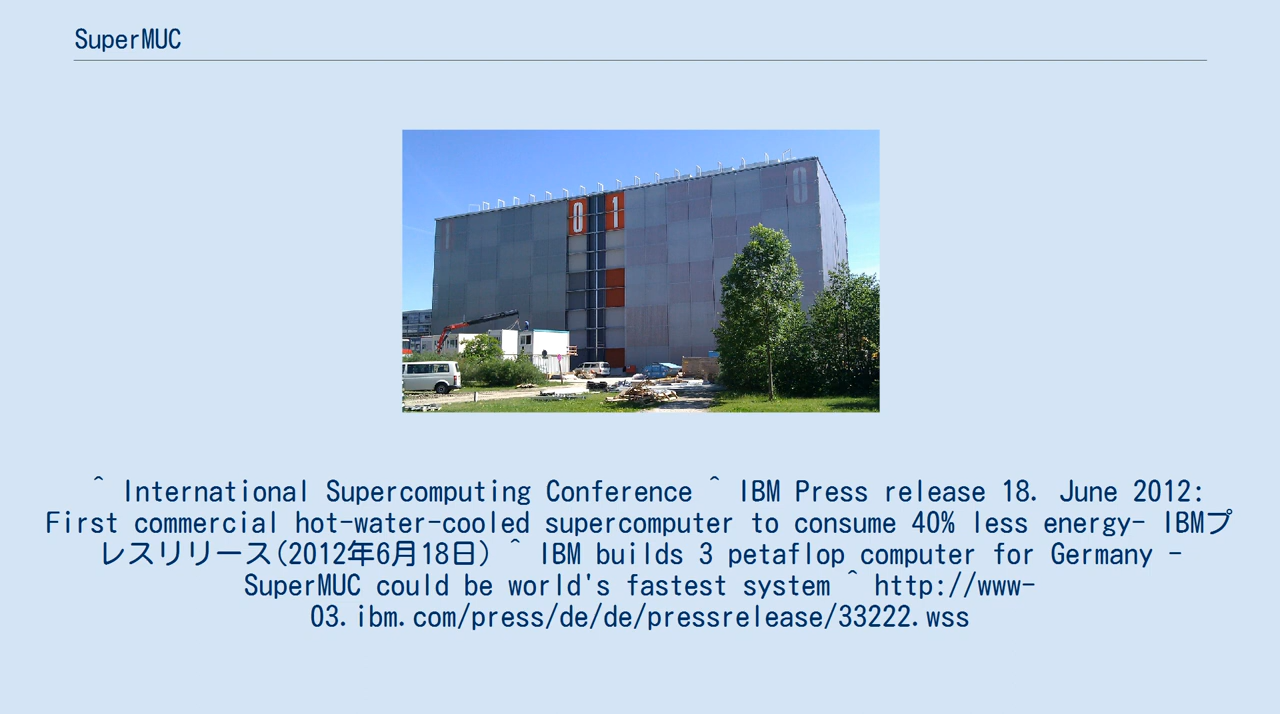 SuperMUC
0 1
0
^ International Supercomputing Conference ^ IBM Press release 18. June 2012:
First commercial hot-water-cooled supercomputer to consume 40% less energy- IBMプ
レスリリース(2012年6月18日) ^ IBM builds 3 petaflop computer for Germany -
SuperMUC could be world's fastest system ^ http://www-
03.ibm.com/press/de/de/pressrelease/33222.wss